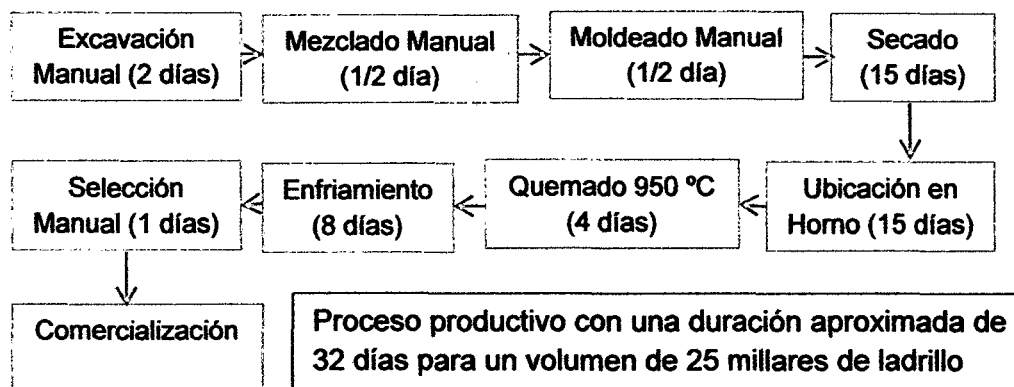 Excavación
Manual (2 días)
Mezclado Manual
(1/2 día)
Moldeado Manual
(1/2 día)
Secado
(15 días)
Selección
Manual (1 días)
Enfriamiento
(8 días)
Quemado 950 ºC
(4 días)
Ubicación en
Horno (15 días)
Comercialización
Proceso productivo con una duración aproximada de
32 días para un volumen de 25 millares de ladrillo